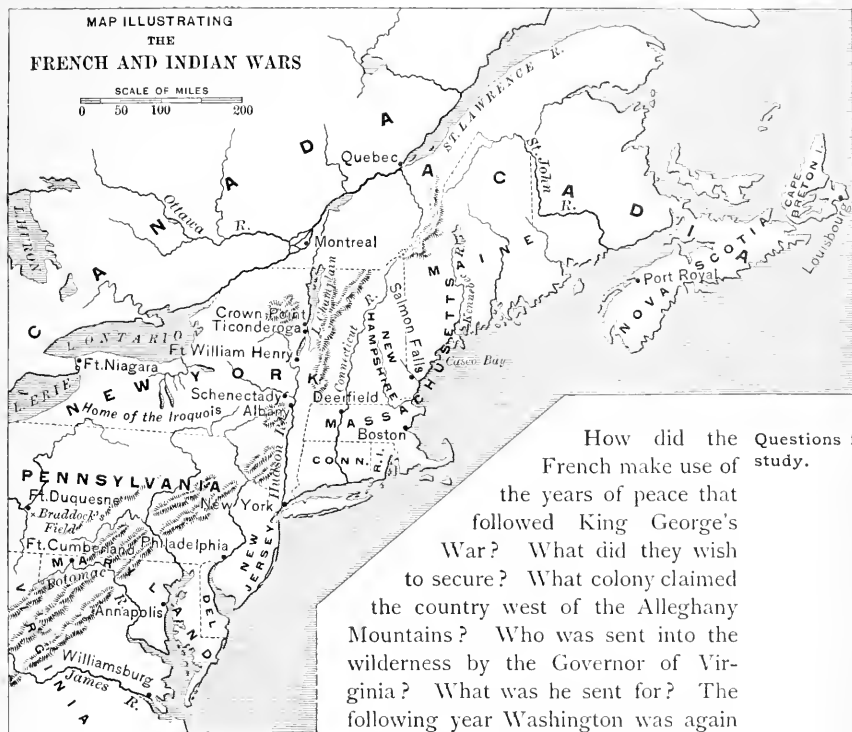 MAP ILLUSTRATING
THE
FRENCH AND INDIAN WARS
SCALE OF MILES
0 50 100 200
CANADA
ACADIA
ST. LAWRENCE R.
Quebec
St. John
R.
CAPE
BRETON I.
Louisbourg
NOVA SCOTIA
Port Royal
Ottawa
R.
Montreal
L. HURON
MAINE
Kenneb
L. Champlain
Crown Point
Ticonderoga
Ft William Henry
Connecticut R.
NEW
HAMPSHIRE
Salmon Falls
Casco Bay
MASSACHUSETTS
L. ONTARIO
Ft. Niagara
L. ERIE
NEW YORK
Home of the Iroquois
Schenectady
Albany
Deerfield
MASS
Boston
CONN.
R.I.
Hudson R.
PENNSYLVANIA
Ft. Duquesne
Braddock's
Field
New York
Ft. Cumberland
Philadelphia
NEW
JERSEY
MARYLAND
Potomac
R.
DEL
Annapolis
VIRGINIA
Williamsburg
James
R.
How did the
French make use of
the years of peace that
followed King George's
War? What did they wish
to secure? What colony claimed
the country west of the Alleghany
Mountains? Who was sent into the
wilderness by the Governor of Vir-
ginia? What was he sent for? The
following year Washington was again
Questions
study.